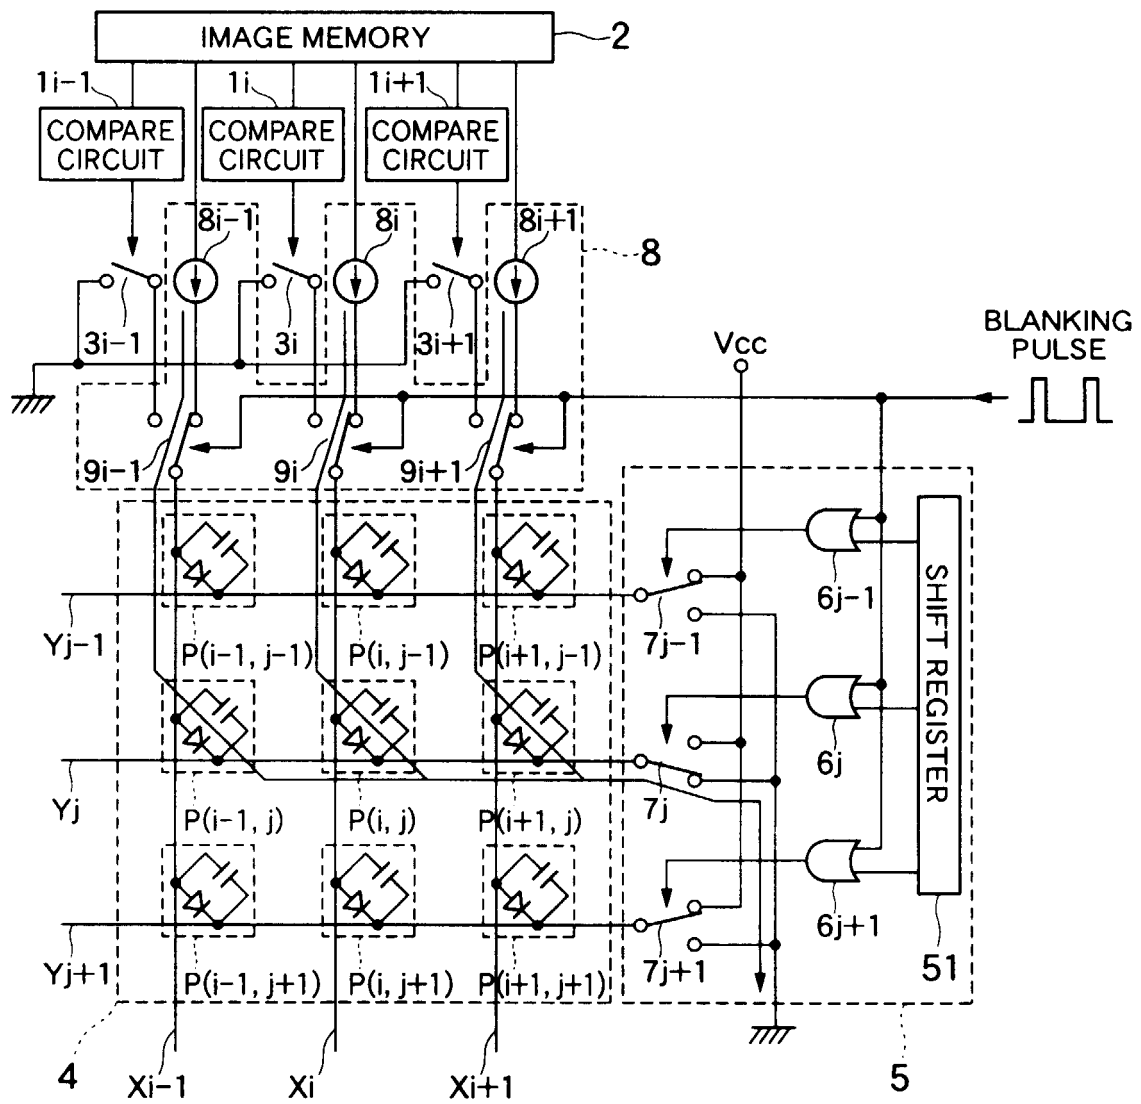 IMAGE MEMORY
2
1i-1
1i
1i+1
COMPARE
CIRCUIT
COMPARE
CIRCUIT
COMPARE
CIRCUIT
8i-1
8i
8i+1
8
3i-1
3i
3i+1
Vcc
BLANKING
PULSE
9i-1
9i
9i+1
SHIFT REGISTER
6j-1
Yj-1
P(i-1, j-1)
P(i, j-1)
P(i+1, j-1)
7j-1
6j
Yj
P(i-1, j)
P(i, j)
P(i+1, j)
7j
6j+1
Yj+1
P(i-1, j+1)
P(i, j+1)
P(i+1, j+1)
7j+1
51
4
Xi-1
Xi
Xi+1
5